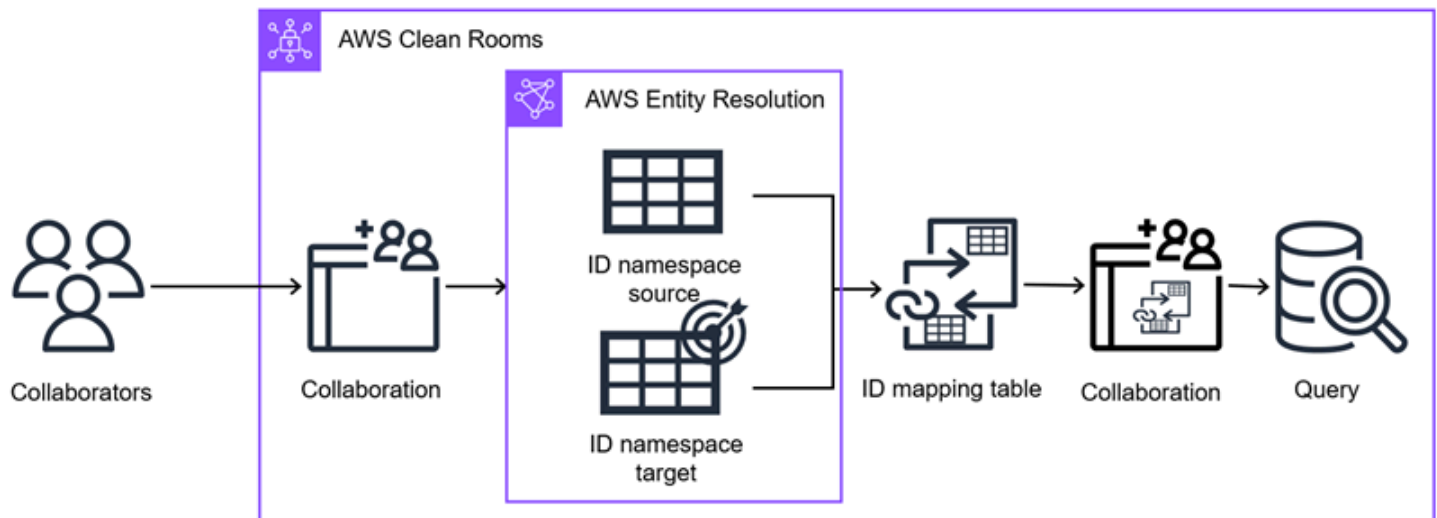 AWS Clean Rooms
AWS Entity Resolution
ID namespace
source
ID namespace
target
Collaborators
Collaboration
ID mapping table
Collaboration
Query